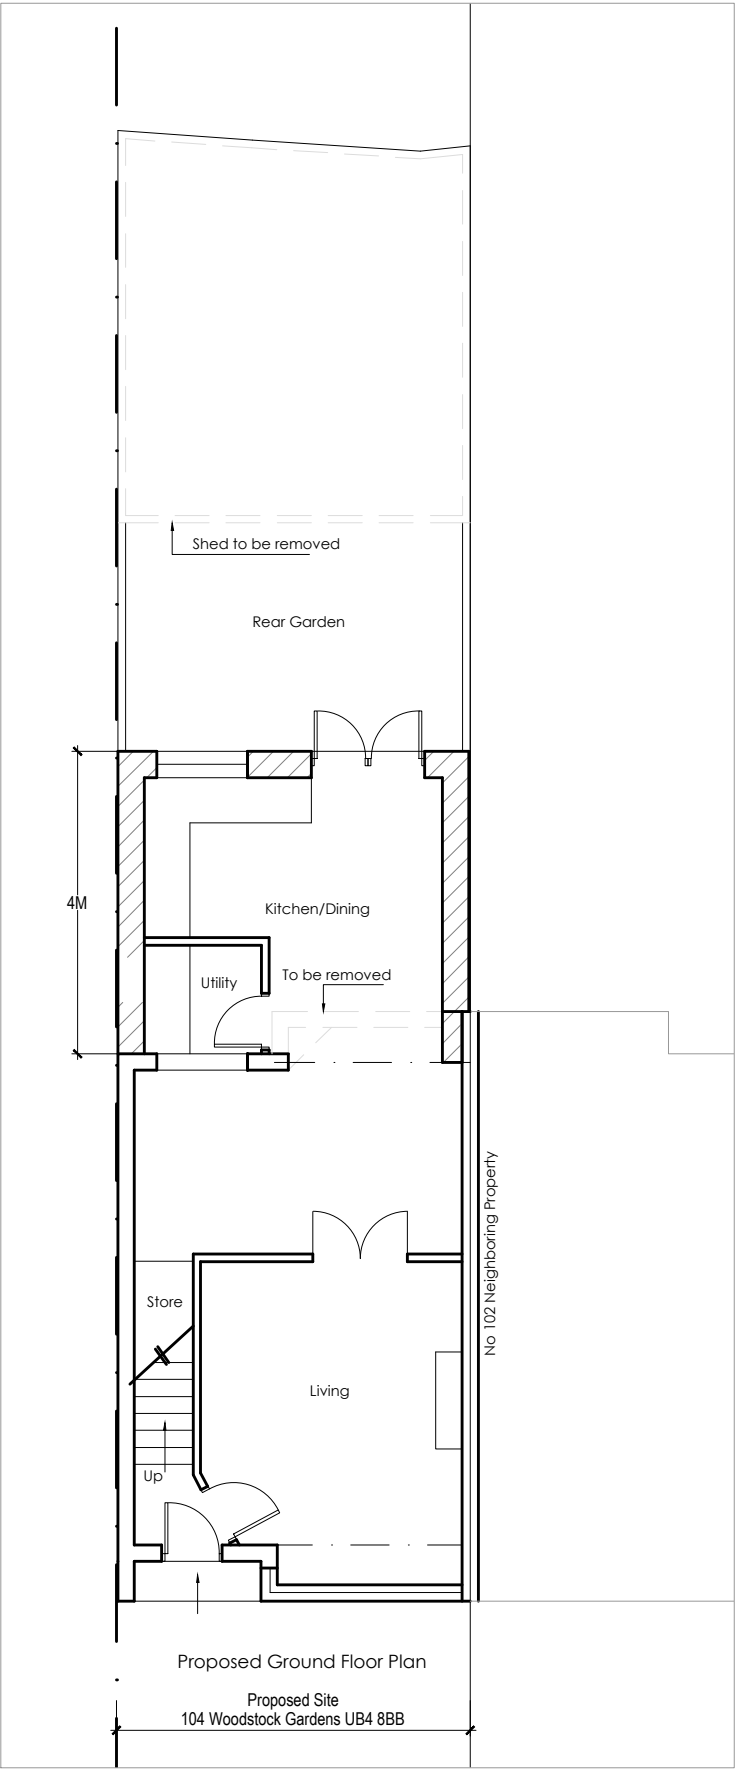 Shed to be removed
Rear Garden
4M
Kitchen/Dining
To be removed
Utility
No 102 Neighboring Property
Store
Living
Up
Proposed Ground Floor Plan
Proposed Site
104 Woodstock Gardens UB4 8BB